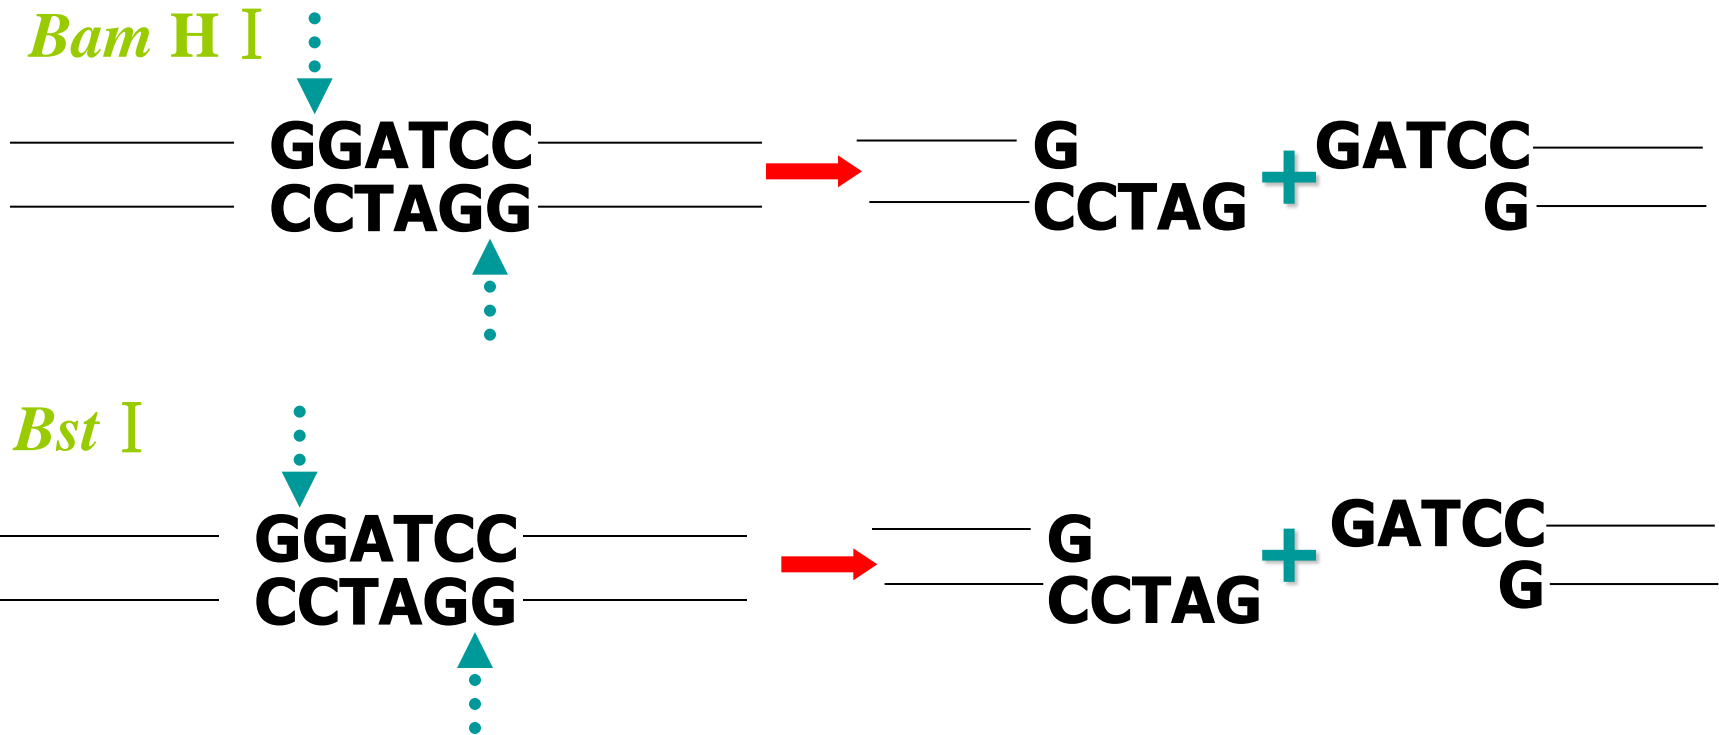 Bam H I
GGATCC G + GATCC
CCTAGG CCTAG G
Bst I
GGATCC G + GATCC
CCTAGG CCTAG G